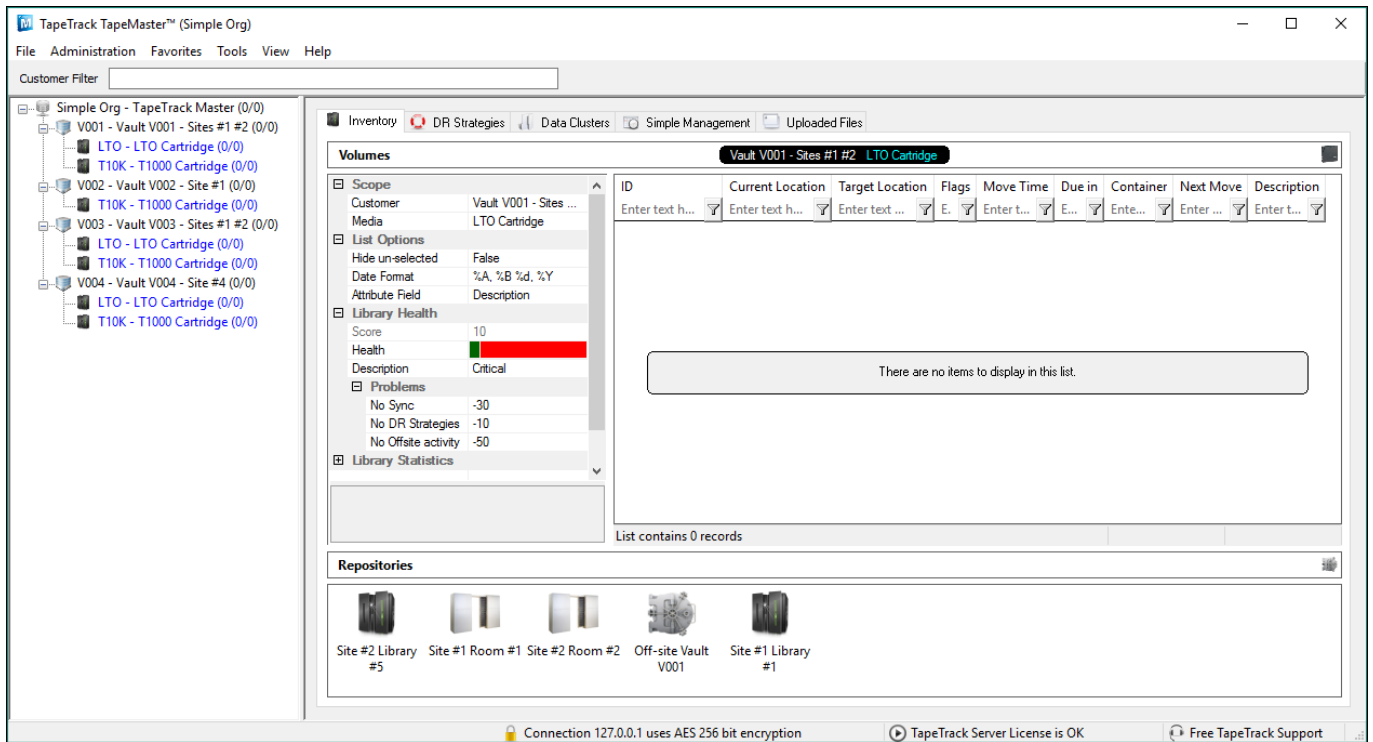 TapeTrack TapeMaster™ (Simple Org)
File Administration Favorites Tools View Help
Customer Filter
Simple Org - TapeTrack Master (0/0)
V001 - Vault V001 - Sites #1 #2 (0/0)
LTO - LTO Cartridge (0/0)
T10K - T1000 Cartridge (0/0)
V002 - Vault V002 - Site #1 (0/0)
T10K - T1000 Cartridge (0/0)
V003 - Vault V003 - Sites #1 #2 (0/0)
LTO - LTO Cartridge (0/0)
T10K - T1000 Cartridge (0/0)
V004 - Vault V004 - Site #4 (0/0)
LTO - LTO Cartridge (0/0)
T10K - T1000 Cartridge (0/0)
Inventory DR Strategies Data Clusters Simple Management Uploaded Files
Volumes Vault V001 - Sites #1 #2 LTO Cartridge
Scope
Customer Vault V001 - Sites ...
Media LTO Cartridge
List Options
Hide un-selected False
Date Format %A, %B %d, %Y
Attribute Field Description
Library Health
Score 10
Health
Description Critical
Problems
No Sync -30
No DR Strategies -10
No Offsite activity -50
Library Statistics
ID Current Location Target Location Flags Move Time Due in Container Next Move Description
Enter text h... Enter text h... Enter text ... E. Enter t... E... Ente... Enter ... Enter t...
There are no items to display in this list.
List contains 0 records
Repositories
Site #2 Library #5
Site #1 Room #1
Site #2 Room #2
Off-site Vault V001
Site #1 Library #1
Connection 127.0.0.1 uses AES 256 bit encryption TapeTrack Server License is OK Free TapeTrack Support